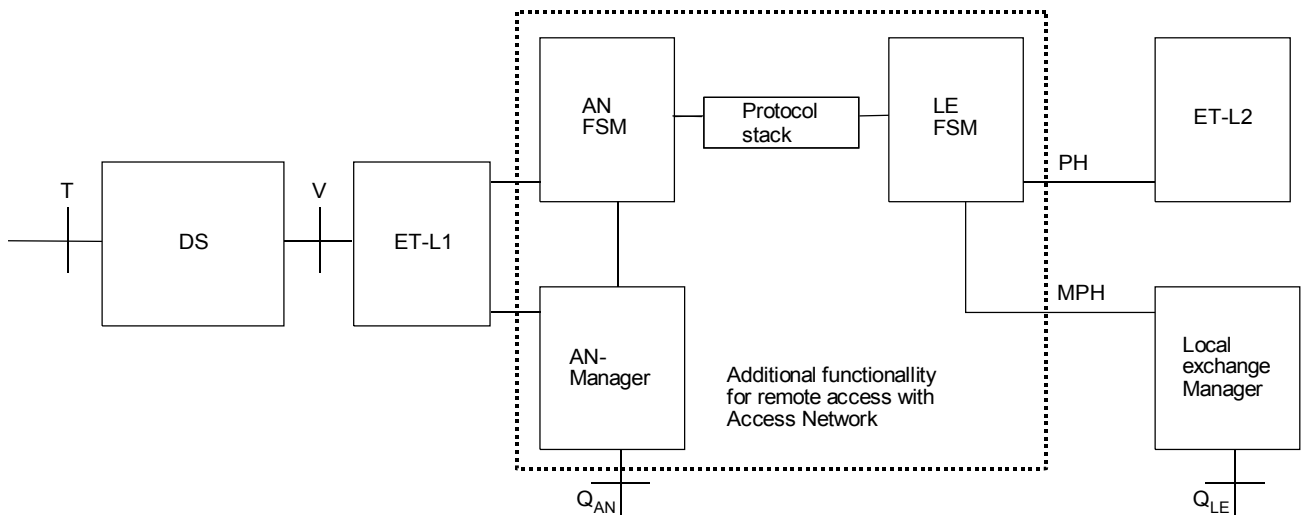 AN
FSM
Protocol
stack
LE
FSM
ET-L2
PH
T
V
DS
ET-L1
MPH
AN-
Manager
Additional functionallity
for remote access with
Access Network
Local
exchange
Manager
QAN
QLE